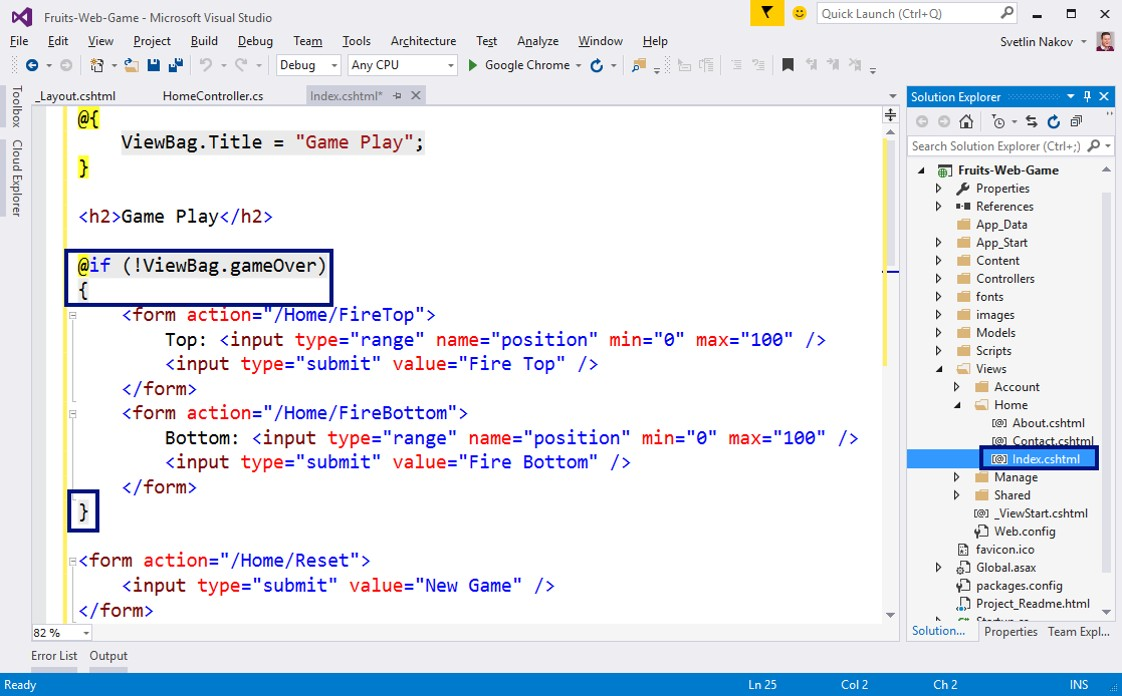 Fruits-Web-Game - Microsoft Visual Studio
Quick Launch (Ctrl+Q)
File Edit View Project Build Debug Team Tools Architecture Test Analyze Window Help
Svetlin Nakov
Debug Any CPU Google Chrome
Toolbox
Cloud Explorer
_Layout.cshtml HomeController.cs Index.cshtml*
@{
ViewBag.Title = "Game Play";
}
<h2>Game Play</h2>
@if (!ViewBag.gameOver)
{
<form action="/Home/FireTop">
Top: <input type="range" name="position" min="0" max="100" />
<input type="submit" value="Fire Top" />
</form>
<form action="/Home/FireBottom">
Bottom: <input type="range" name="position" min="0" max="100" />
<input type="submit" value="Fire Bottom" />
</form>
}
<form action="/Home/Reset">
<input type="submit" value="New Game" />
</form>
82 %
Solution Explorer
Search Solution Explorer (Ctrl+;)
Fruits-Web-Game
Properties
References
App_Data
App_Start
Content
Controllers
fonts
images
Models
Scripts
Views
Account
Home
About.cshtml
Contact.cshtml
Index.cshtml
Manage
Shared
_ViewStart.cshtml
Web.config
favicon.ico
Global.asax
packages.config
Project_Readme.html
Solution... Properties Team Expl...
Error List Output
Ready Ln 25 Col 2 Ch 2 INS